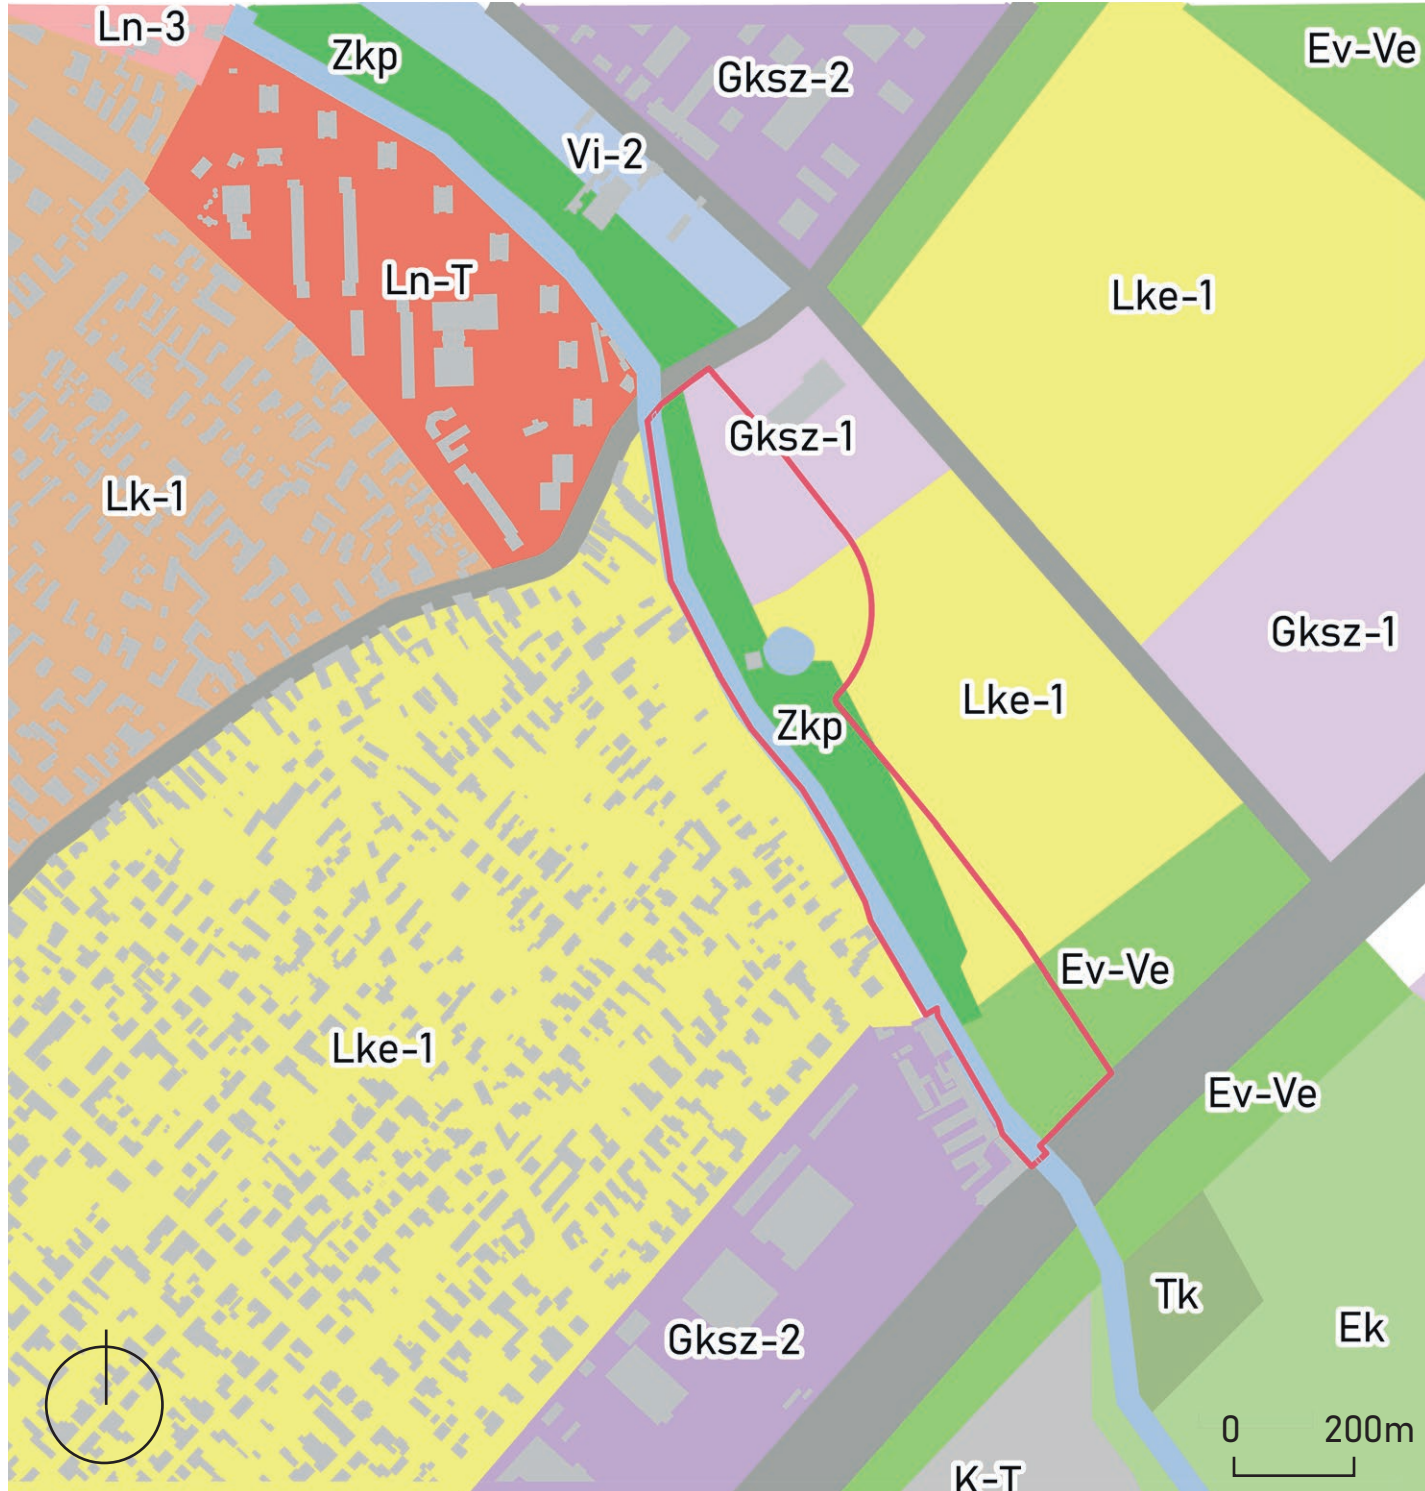 Ln-3
Zkp
Ev-Ve
Gksz-2
Vi-2
Ln-T
Lke-1
Gksz-1
Lk-1
Gksz-1
Lke-1
Zkp
Ev-Ve
Lke-1
Ev-Ve
Tk
Ek
Gksz-2
0 200m
K-T